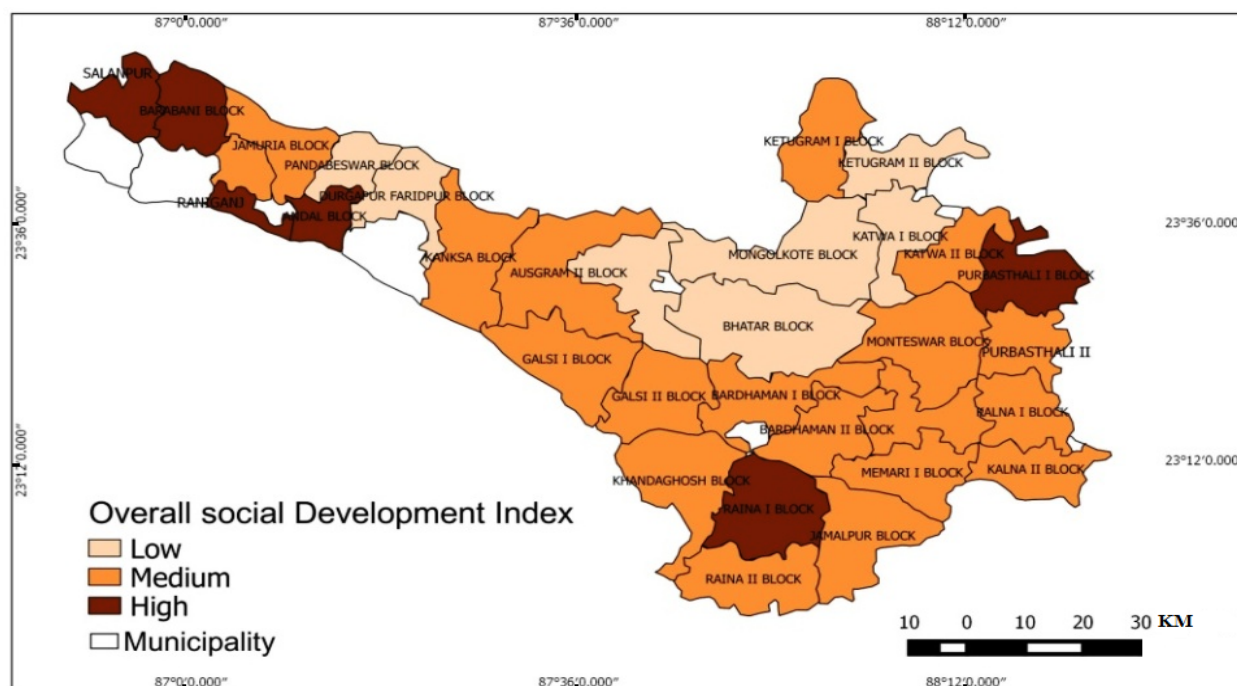 87°0′0.000″
87°36′0.000″
88°12′0.000″
SALANPUR
BARABANI BLOCK
JAMURIA BLOCK
KETUGRAM I BLOCK
PANDABESWAR BLOCK
KETUGRAM II BLOCK
RANIGANJ
DURGAPUR FARIDPUR BLOCK
ANDAL BLOCK
23°36′0.000″
23°36′0.000″
KATWA I BLOCK
KANKSA BLOCK
AUSGRAM II BLOCK
MONGOLKOTE BLOCK
KATWA II BLOCK
PURBASTHALI I BLOCK
BHATAR BLOCK
MONTESWAR BLOCK
PURBASTHALI II
GALSI I BLOCK
GALSI II BLOCK
BARDHAMAN I BLOCK
KALNA I BLOCK
BARDHAMAN II BLOCK
23°12′0.000″
23°12′0.000″
KHANDAGHOSH BLOCK
MEMARI I BLOCK
KALNA II BLOCK
RAINA I BLOCK
JAMALPUR BLOCK
RAINA II BLOCK
Overall social Development Index
Low
Medium
High
Municipality
10 0 10 20 30 KM
87°0′0.000″
87°36′0.000″
88°12′0.000″